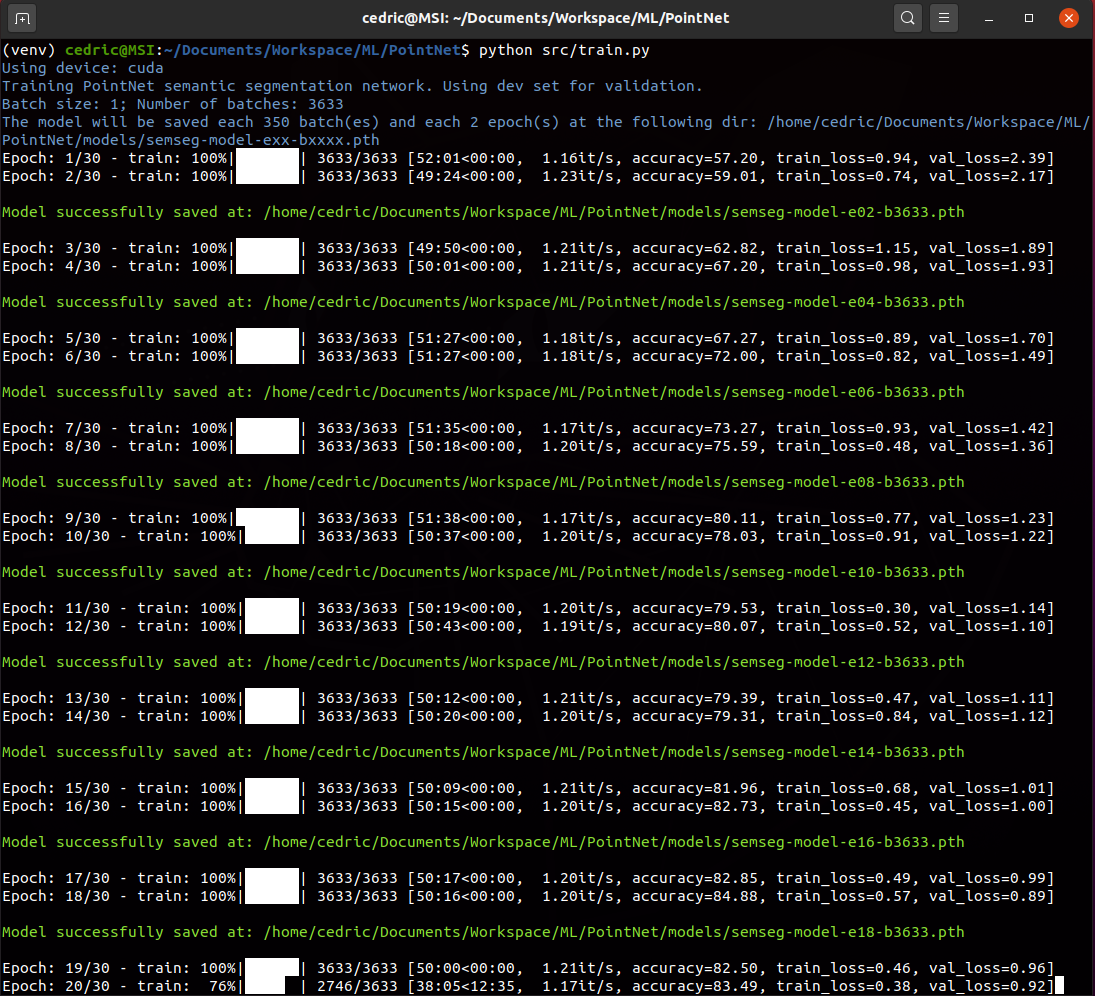 cedric@MSI: ~/Documents/Workspace/ML/PointNet
(venv) cedric@MSI:~/Documents/Workspace/ML/PointNet$ python src/train.py
Using device: cuda
Training PointNet semantic segmentation network. Using dev set for validation.
Batch size: 1; Number of batches: 3633
The model will be saved each 350 batch(es) and each 2 epoch(s) at the following dir: /home/cedric/Documents/Workspace/ML/
PointNet/models/semseg-model-exx-bxxxx.pth
Epoch: 1/30 - train: 100%| | 3633/3633 [52:01<00:00,  1.16it/s, accuracy=57.20, train_loss=0.94, val_loss=2.39]
Epoch: 2/30 - train: 100%| | 3633/3633 [49:24<00:00,  1.23it/s, accuracy=59.01, train_loss=0.74, val_loss=2.17]
Model successfully saved at: /home/cedric/Documents/Workspace/ML/PointNet/models/semseg-model-e02-b3633.pth
Epoch: 3/30 - train: 100%| | 3633/3633 [49:50<00:00,  1.21it/s, accuracy=62.82, train_loss=1.15, val_loss=1.89]
Epoch: 4/30 - train: 100%| | 3633/3633 [50:01<00:00,  1.21it/s, accuracy=67.20, train_loss=0.98, val_loss=1.93]
Model successfully saved at: /home/cedric/Documents/Workspace/ML/PointNet/models/semseg-model-e04-b3633.pth
Epoch: 5/30 - train: 100%| | 3633/3633 [51:27<00:00,  1.18it/s, accuracy=67.27, train_loss=0.89, val_loss=1.70]
Epoch: 6/30 - train: 100%| | 3633/3633 [51:27<00:00,  1.18it/s, accuracy=72.00, train_loss=0.82, val_loss=1.49]
Model successfully saved at: /home/cedric/Documents/Workspace/ML/PointNet/models/semseg-model-e06-b3633.pth
Epoch: 7/30 - train: 100%| | 3633/3633 [51:35<00:00,  1.17it/s, accuracy=73.27, train_loss=0.93, val_loss=1.42]
Epoch: 8/30 - train: 100%| | 3633/3633 [50:18<00:00,  1.20it/s, accuracy=75.59, train_loss=0.48, val_loss=1.36]
Model successfully saved at: /home/cedric/Documents/Workspace/ML/PointNet/models/semseg-model-e08-b3633.pth
Epoch: 9/30 - train: 100%| | 3633/3633 [51:38<00:00,  1.17it/s, accuracy=80.11, train_loss=0.77, val_loss=1.23]
Epoch: 10/30 - train: 100%| | 3633/3633 [50:37<00:00,  1.20it/s, accuracy=78.03, train_loss=0.91, val_loss=1.22]
Model successfully saved at: /home/cedric/Documents/Workspace/ML/PointNet/models/semseg-model-e10-b3633.pth
Epoch: 11/30 - train: 100%| | 3633/3633 [50:19<00:00,  1.20it/s, accuracy=79.53, train_loss=0.30, val_loss=1.14]
Epoch: 12/30 - train: 100%| | 3633/3633 [50:43<00:00,  1.19it/s, accuracy=80.07, train_loss=0.52, val_loss=1.10]
Model successfully saved at: /home/cedric/Documents/Workspace/ML/PointNet/models/semseg-model-e12-b3633.pth
Epoch: 13/30 - train: 100%| | 3633/3633 [50:12<00:00,  1.21it/s, accuracy=79.39, train_loss=0.47, val_loss=1.11]
Epoch: 14/30 - train: 100%| | 3633/3633 [50:20<00:00,  1.20it/s, accuracy=79.31, train_loss=0.84, val_loss=1.12]
Model successfully saved at: /home/cedric/Documents/Workspace/ML/PointNet/models/semseg-model-e14-b3633.pth
Epoch: 15/30 - train: 100%| | 3633/3633 [50:09<00:00,  1.21it/s, accuracy=81.96, train_loss=0.68, val_loss=1.01]
Epoch: 16/30 - train: 100%| | 3633/3633 [50:15<00:00,  1.20it/s, accuracy=82.73, train_loss=0.45, val_loss=1.00]
Model successfully saved at: /home/cedric/Documents/Workspace/ML/PointNet/models/semseg-model-e16-b3633.pth
Epoch: 17/30 - train: 100%| | 3633/3633 [50:17<00:00,  1.20it/s, accuracy=82.85, train_loss=0.49, val_loss=0.99]
Epoch: 18/30 - train: 100%| | 3633/3633 [50:16<00:00,  1.20it/s, accuracy=84.88, train_loss=0.57, val_loss=0.89]
Model successfully saved at: /home/cedric/Documents/Workspace/ML/PointNet/models/semseg-model-e18-b3633.pth
Epoch: 19/30 - train: 100%| | 3633/3633 [50:00<00:00,  1.21it/s, accuracy=82.50, train_loss=0.46, val_loss=0.96]
Epoch: 20/30 - train:  76%| | 2746/3633 [38:05<12:35,  1.17it/s, accuracy=83.49, train_loss=0.38, val_loss=0.92]